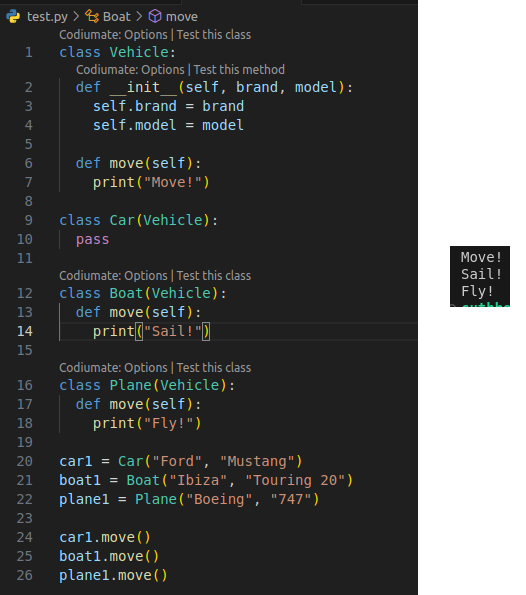 test.py > Boat > move
Codiumate: Options | Test this class
1 class Vehicle:
Codiumate: Options | Test this method
2 def __init__(self, brand, model):
3 self.brand = brand
4 self.model = model
5
6 def move(self):
7 print("Move!")
8
9 class Car(Vehicle):
10 pass
11
Codiumate: Options | Test this class
12 class Boat(Vehicle):
13 def move(self):
14 print("Sail!")
15
Codiumate: Options | Test this class
16 class Plane(Vehicle):
17 def move(self):
18 print("Fly!")
19
20 car1 = Car("Ford", "Mustang")
21 boat1 = Boat("Ibiza", "Touring 20")
22 plane1 = Plane("Boeing", "747")
23
24 car1.move()
25 boat1.move()
26 plane1.move()
Move!
Sail!
Fly!